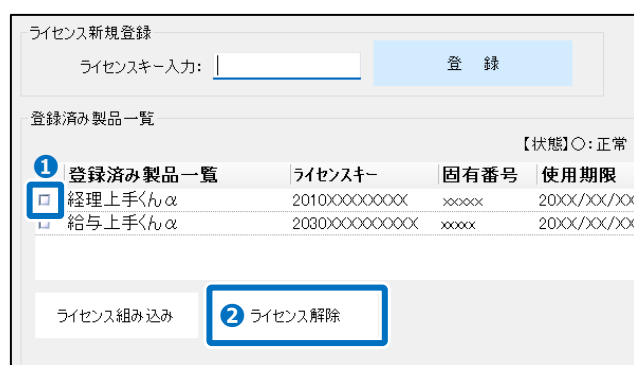 ライセンス新規登録
ライセンスキー入力: 登 録
登録済み製品一覧
【状態】○:正常
1 登録済み製品一覧 ライセンスキー 固有番号 使用期限
経理上手くんα 2010XXXXXXXX xxxxxx 20XX/XX/XX
給与上手くんα 2030XXXXXXXXX xxxxx 20XX/XX/XX
ライセンス組み込み 2 ライセンス解除